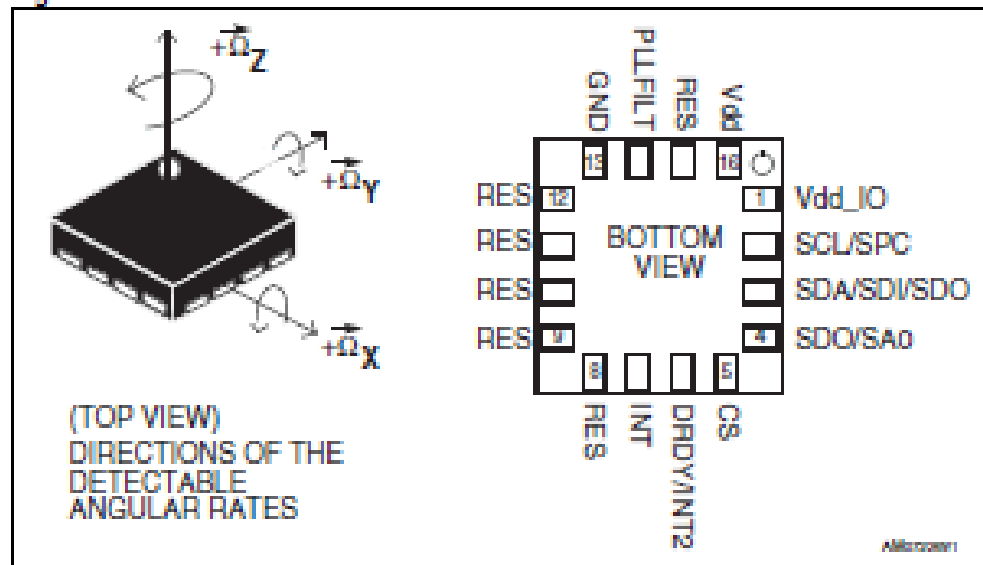 +Ω⃗Z
+Ω⃗Y
+Ω⃗X
(TOP VIEW)
DIRECTIONS OF THE
DETECTABLE
ANGULAR RATES
GND
PLLFILT
RES
Vdd
13
16
RES 12
1 Vdd_IO
RES
BOTTOM
VIEW
SCL/SPC
RES
SDA/SDI/SDO
RES 9
4 SDO/SA0
8
5
RES
INT
DRDY/INT2
CS